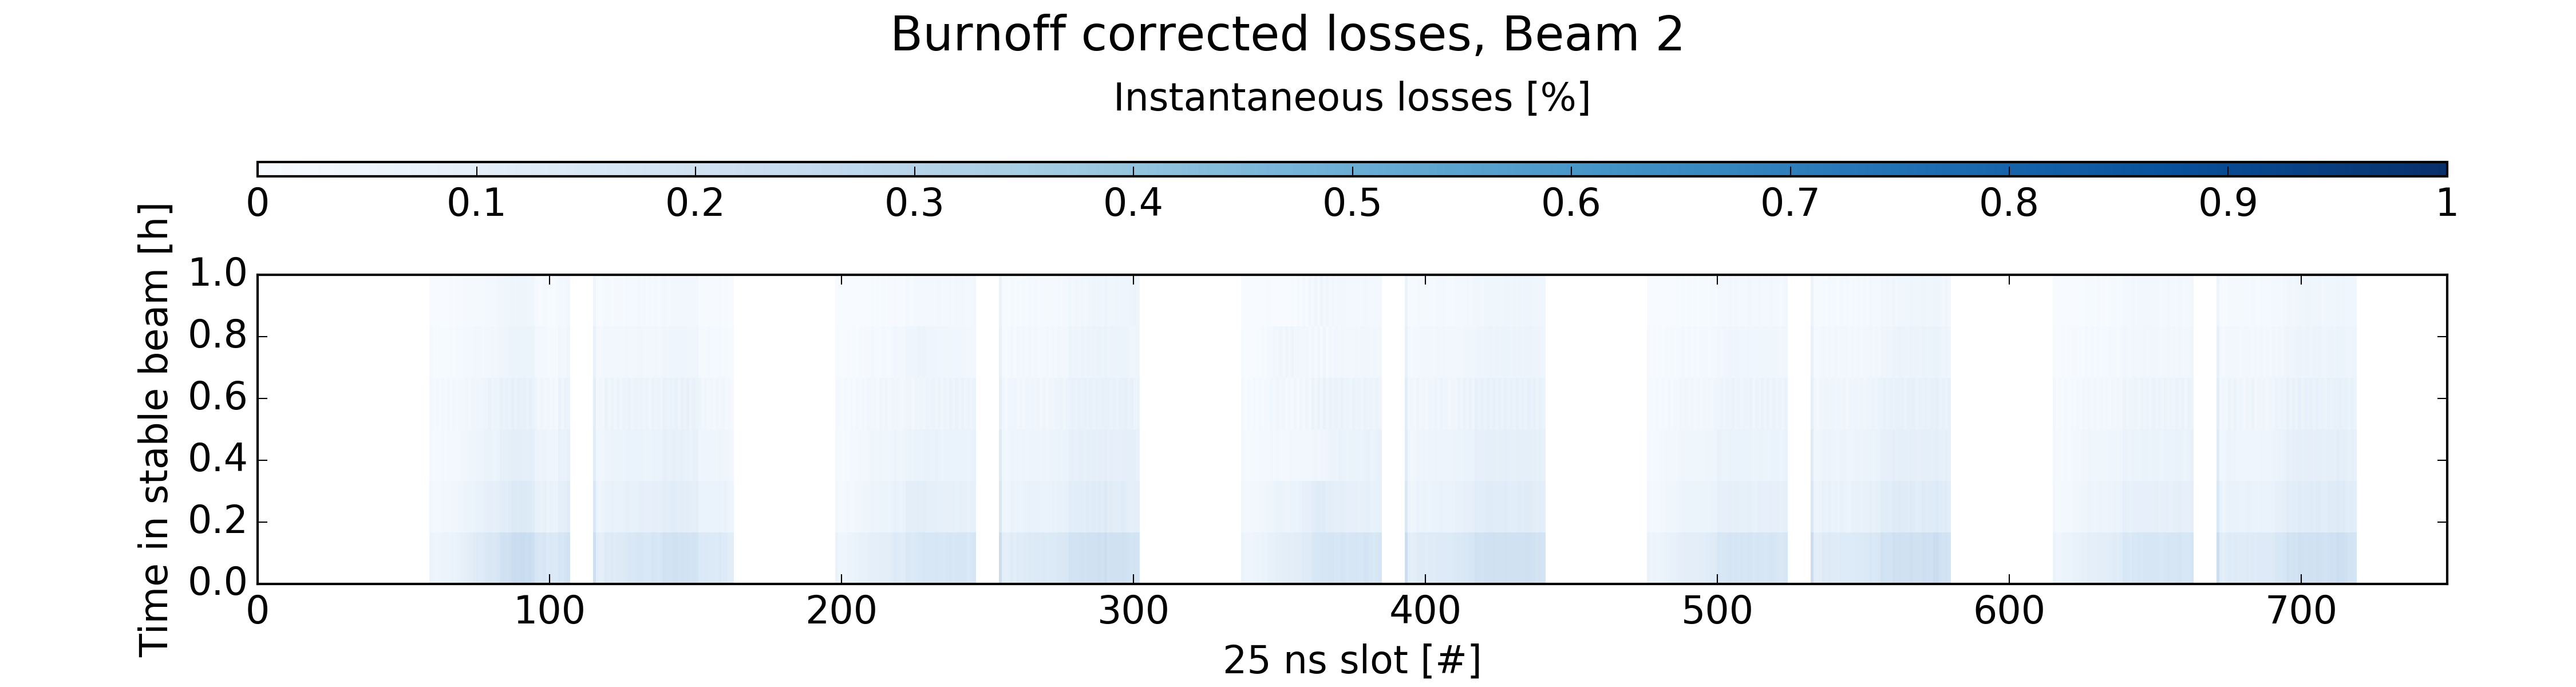 Burnoff corrected losses, Beam 2
Instantaneous losses [%]
0 0.1 0.2 0.3 0.4 0.5 0.6 0.7 0.8 0.9 1
Time in stable beam [h]
1.0
0.8
0.6
0.4
0.2
0.0
0 100 200 300 400 500 600 700
25 ns slot [#]